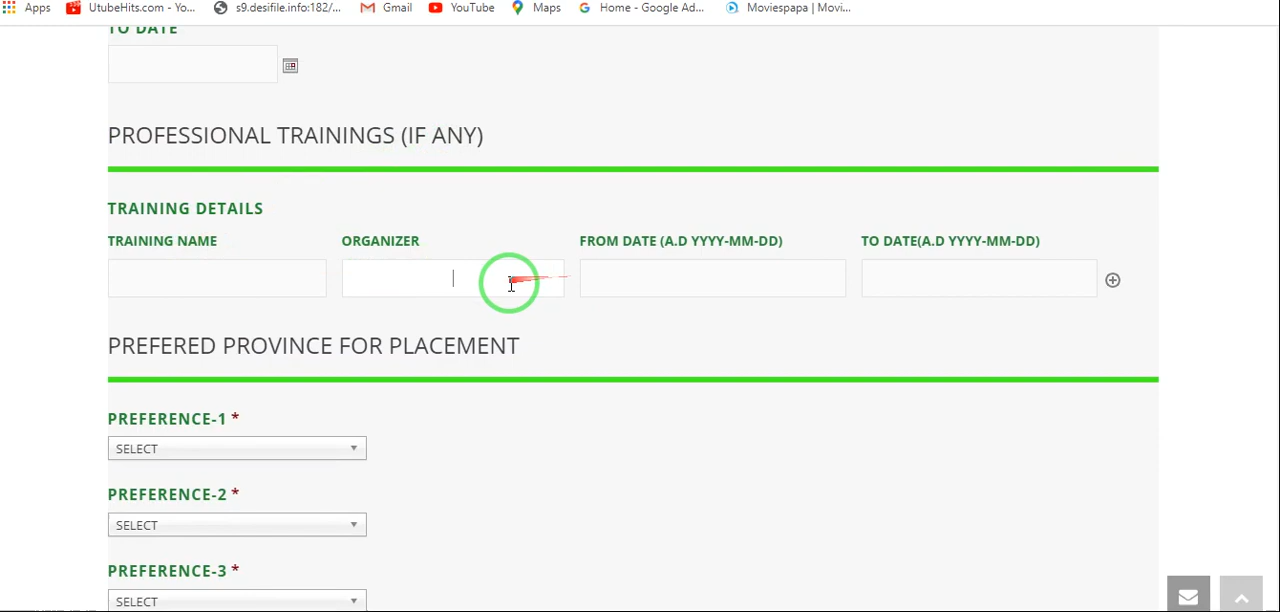 Apps UtubeHits.com - Yo... s9.desifile.info:182/... Gmail YouTube Maps Home - Google Ad... Moviespapa | Movi...
TO DATE
PROFESSIONAL TRAININGS (IF ANY)
TRAINING DETAILS
TRAINING NAME ORGANIZER FROM DATE (A.D YYYY-MM-DD) TO DATE(A.D YYYY-MM-DD)
PREFERED PROVINCE FOR PLACEMENT
PREFERENCE-1 *
SELECT
PREFERENCE-2 *
SELECT
PREFERENCE-3 *
SELECT